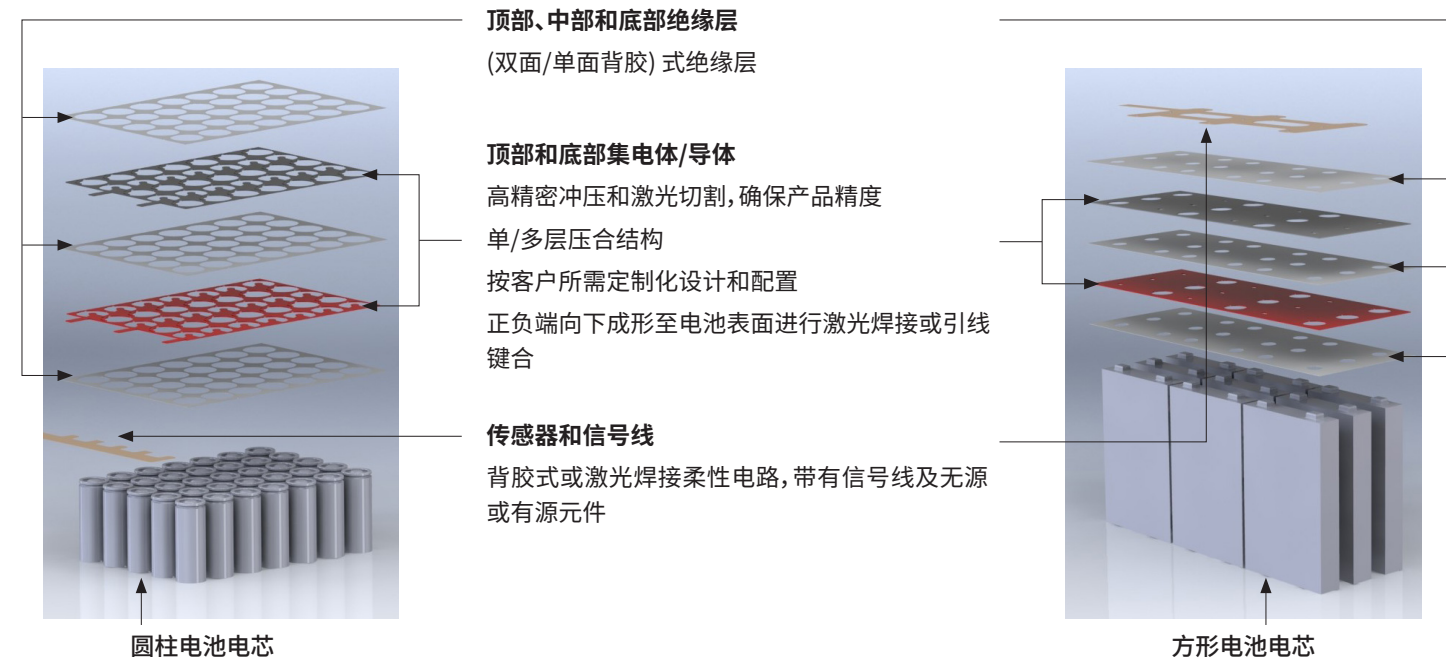 顶部、中部和底部绝缘层
(双面/单面背胶) 式绝缘层
顶部和底部集电体/导体
高精密冲压和激光切割,确保产品精度
单/多层压合结构
按客户所需定制化设计和配置
正负端向下成形至电池表面进行激光焊接或引线
键合
传感器和信号线
背胶式或激光焊接柔性电路,带有信号线及无源
或有源元件
圆柱电池电芯
方形电池电芯